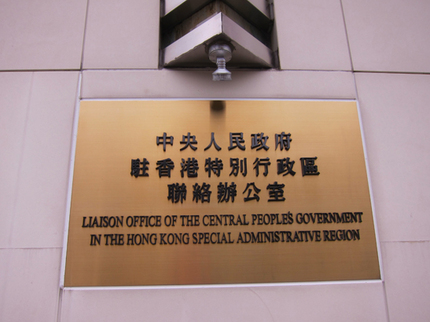 中央人民政府
駐香港特別行政區
聯絡辦公室
LIAISON OFFICE OF THE CENTRAL PEOPLE'S GOVERNMENT
IN THE HONG KONG SPECIAL ADMINISTRATIVE REGION